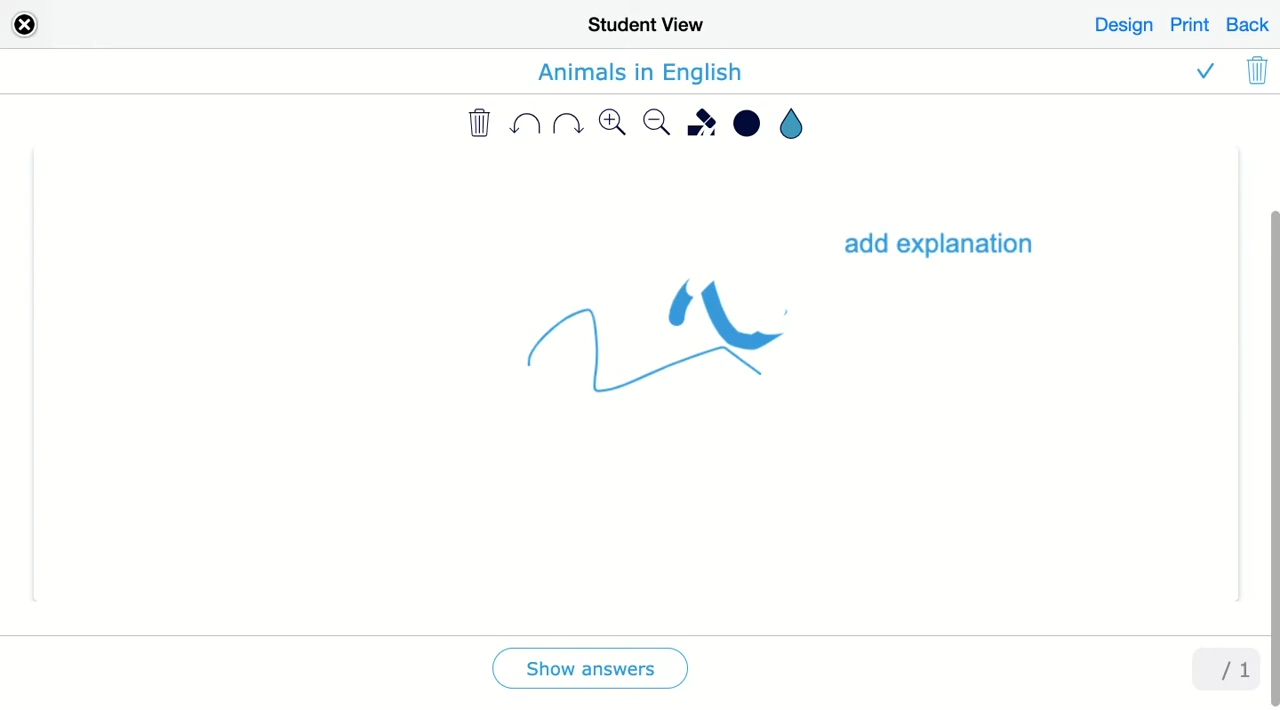 Student View
Design Print Back
Animals in English
add explanation
Show answers
/ 1